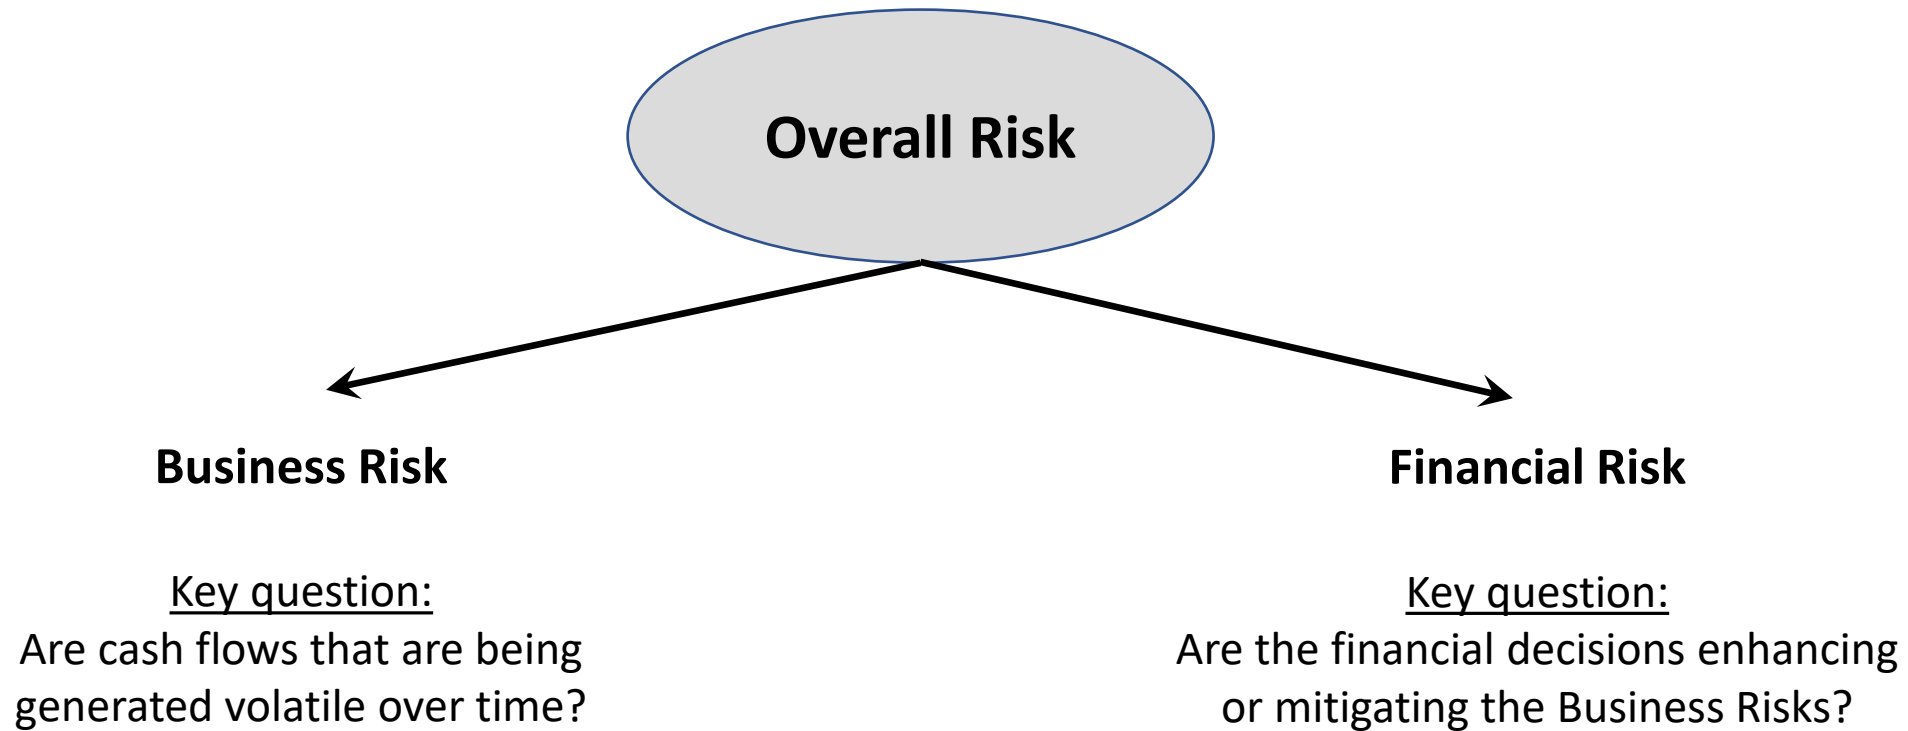 Overall Risk
Business Risk
Key question:
Are cash flows that are being
generated volatile over time?
Financial Risk
Key question:
Are the financial decisions enhancing
or mitigating the Business Risks?